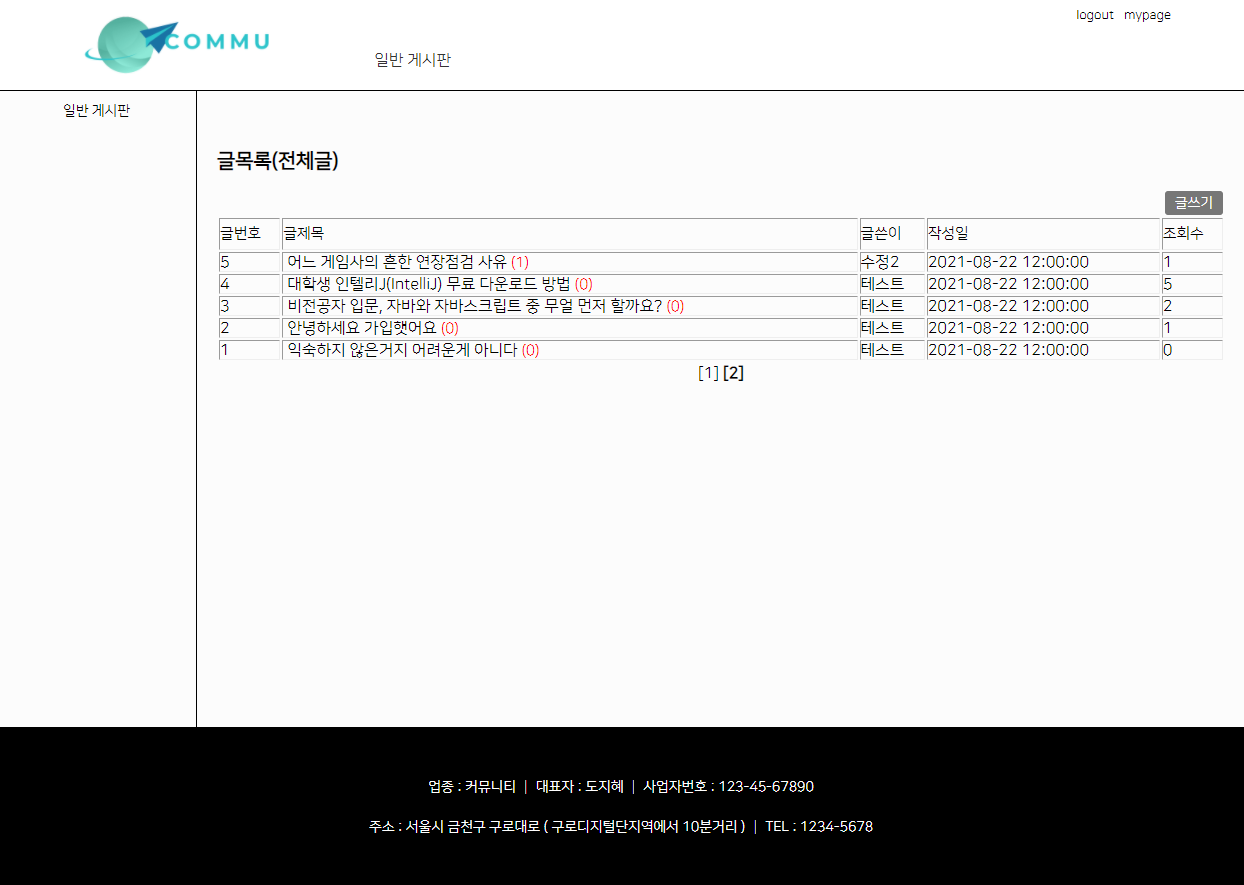 COMMU
logout mypage
일반 게시판
일반 게시판
글목록(전체글)
글쓰기
글번호 글제목 글쓴이 작성일 조회수
5 어느 게임사의 흔한 연장점검 사유 (1) 수정2 2021-08-22 12:00:00 1
4 대학생 인텔리J(IntelliJ) 무료 다운로드 방법 (0) 테스트 2021-08-22 12:00:00 5
3 비전공자 입문, 자바와 자바스크립트 중 무얼 먼저 할까요? (0) 테스트 2021-08-22 12:00:00 2
2 안녕하세요 가입햇어요 (0) 테스트 2021-08-22 12:00:00 1
1 익숙하지 않은거지 어려운게 아니다 (0) 테스트 2021-08-22 12:00:00 0
[1] [2]
업종 : 커뮤니티 | 대표자 : 도지혜 | 사업자번호 : 123-45-67890
주소 : 서울시 금천구 구로대로 ( 구로디지털단지역에서 10분거리 ) | TEL : 1234-5678